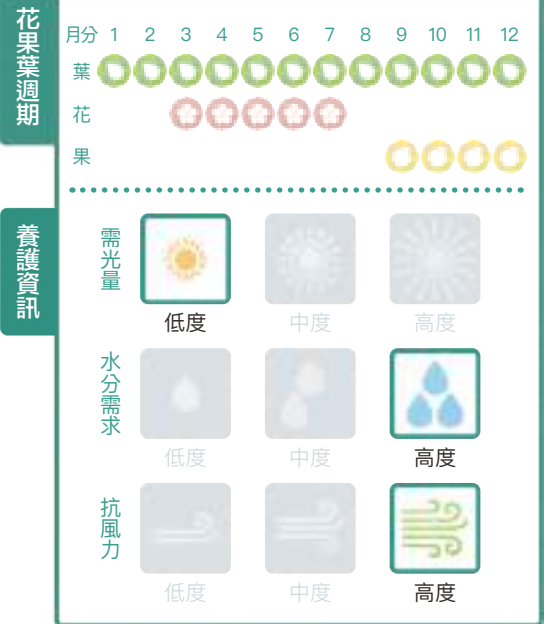 花果葉週期
月分 1 2 3 4 5 6 7 8 9 10 11 12
葉
花
果
養護資訊
需光量
低度 中度 高度
水分需求
低度 中度 高度
抗風力
低度 中度 高度